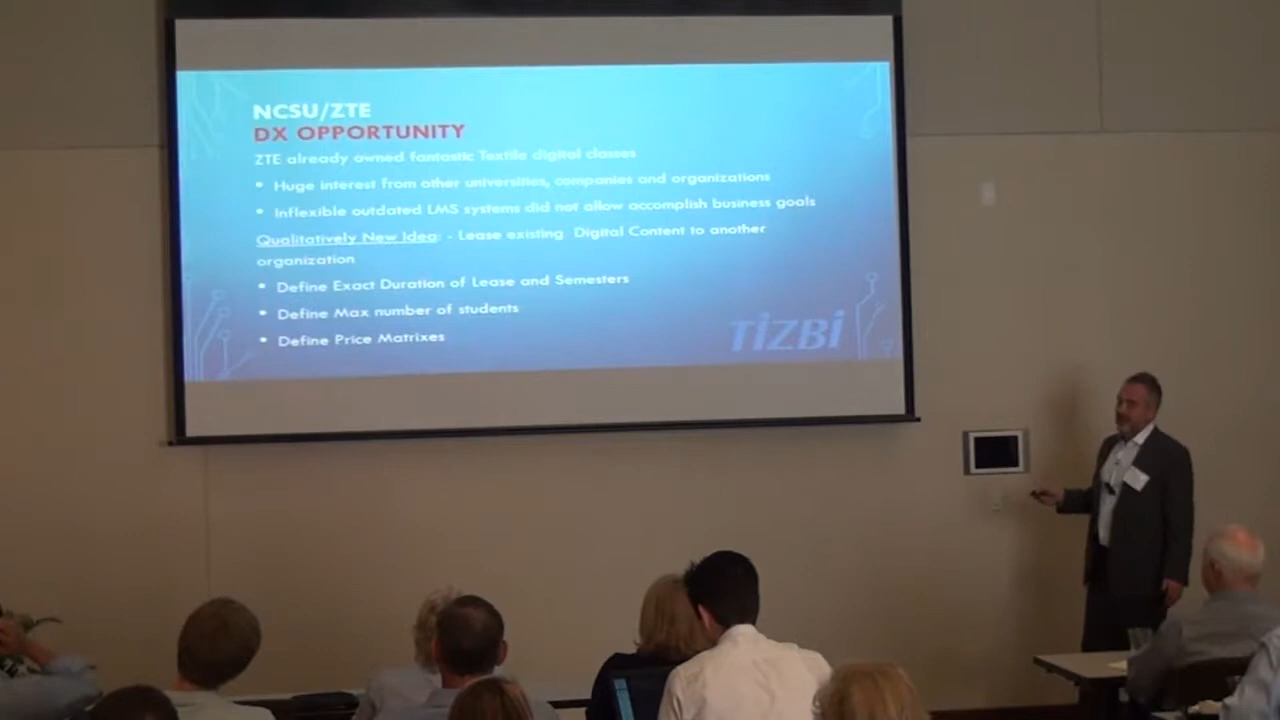 NCSU/ZTE
DX OPPORTUNITY
ZTE already owned fantastic Textile digital classes
• Huge interest from other universities, companies and organizations
• Inflexible outdated LMS systems did not allow accomplish business goals
Qualitatively New Idea: - Lease existing Digital Content to another
organization
• Define Exact Duration of Lease and Semesters
• Define Max number of students
• Define Price Matrixes
TİZBİ